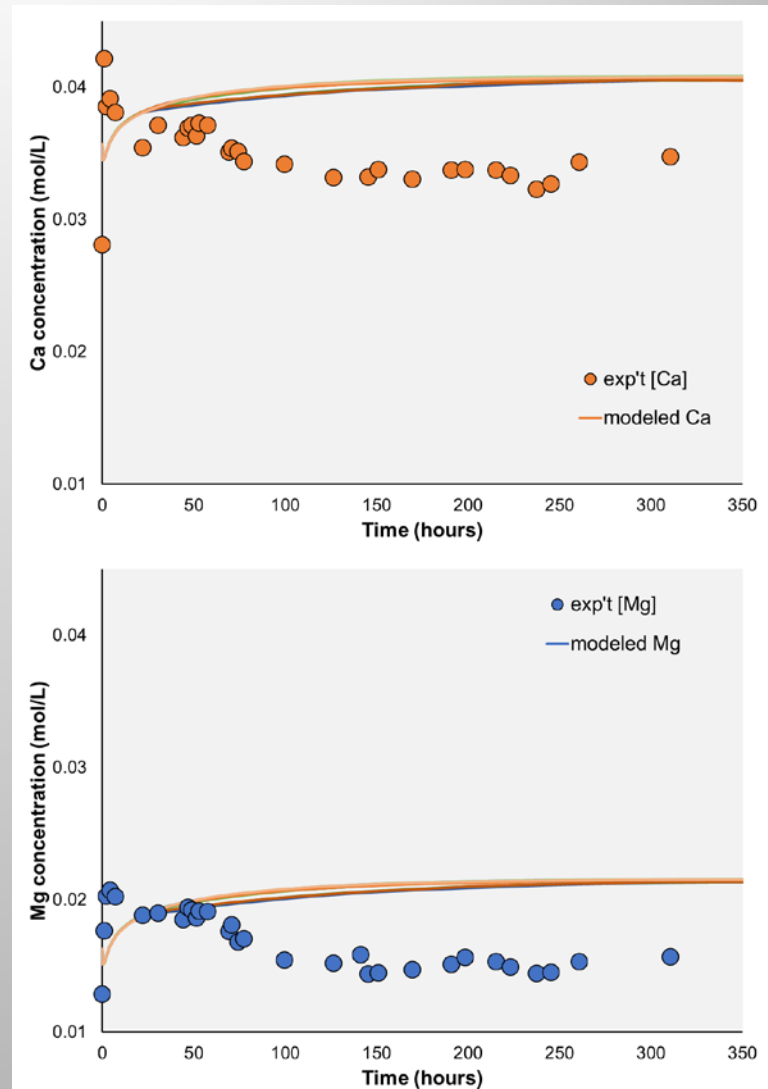 Ca concentration (mol/L)
0.04
0.03
0.02
0.01
exp't [Ca]
modeled Ca
0 50 100 150 200 250 300 350
Time (hours)
Mg concentration (mol/L)
exp't [Mg]
modeled Mg
0.04
0.03
0.02
0.01
0 50 100 150 200 250 300 350
Time (hours)